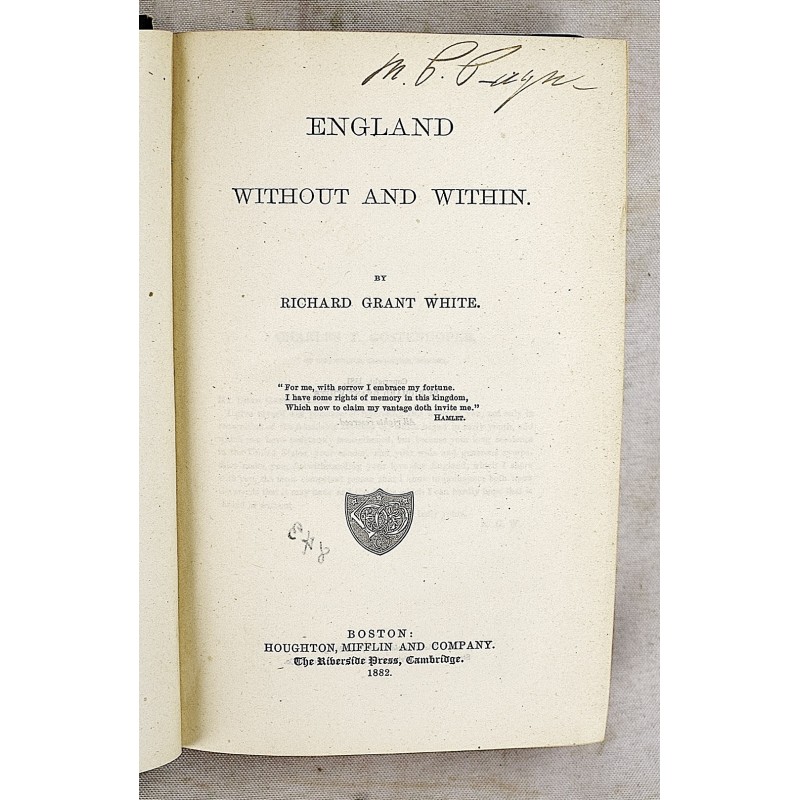 M. C.
ENGLAND
WITHOUT AND WITHIN.
BY
RICHARD GRANT WHITE.
"For me, with sorrow I embrace my fortune.
I have some rights of memory in this kingdom,
Which now to claim my vantage doth invite me."
HAMLET.
BOSTON:
HOUGHTON, MIFFLIN AND COMPANY.
The Riverside Press, Cambridge.
1882.